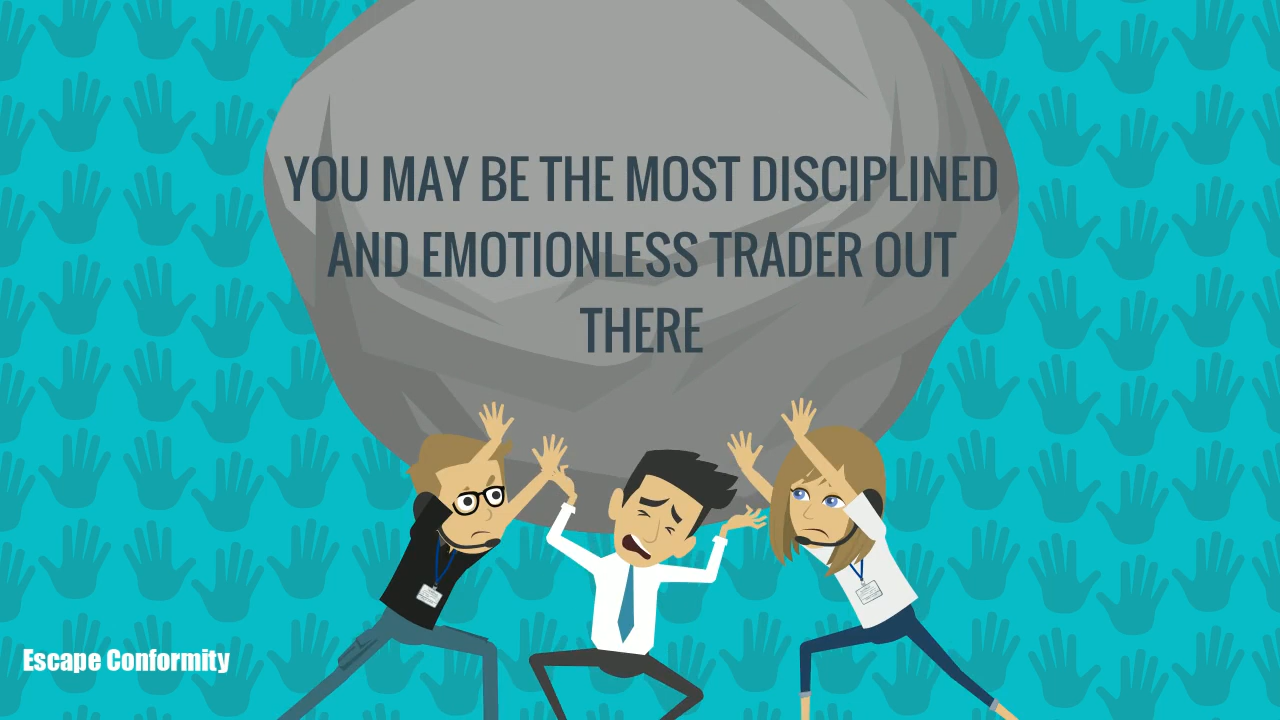 YOU MAY BE THE MOST DISCIPLINED
AND EMOTIONLESS TRADER OUT
THERE
Escape Conformity